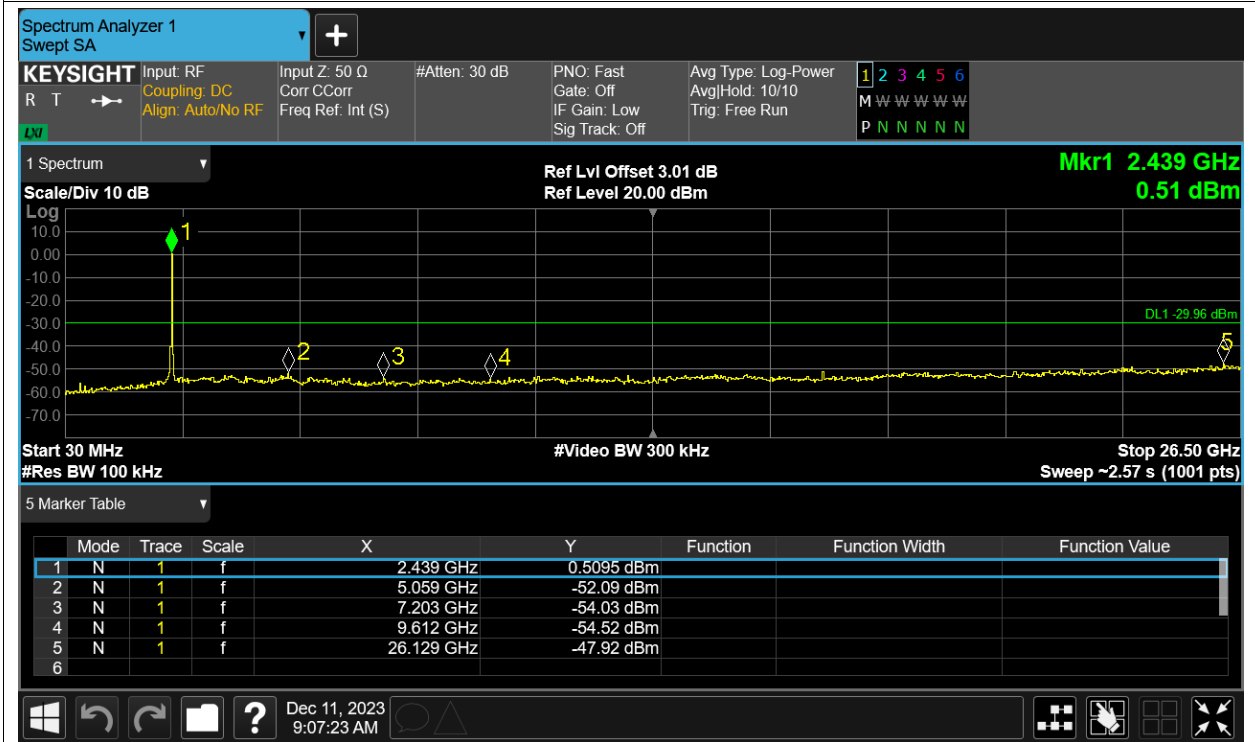 Spectrum Analyzer 1
Swept SA
KEYSIGHT
R T
LXI
Input: RF
Coupling: DC
Align: Auto/No RF
Input Z: 50 Ω
Corr CCorr
Freq Ref: Int (S)
#Atten: 30 dB
PNO: Fast
Gate: Off
IF Gain: Low
Sig Track: Off
Avg Type: Log-Power
Avg|Hold: 10/10
Trig: Free Run
1 2 3 4 5 6
M W W W W W
P N N N N N
1 Spectrum
Scale/Div 10 dB
Ref Lvl Offset 3.01 dB
Ref Level 20.00 dBm
Mkr1 2.439 GHz
0.51 dBm
Log
10.0
0.00
-10.0
-20.0
-30.0
-40.0
-50.0
-60.0
-70.0
1
2
3
4
5
DL1 -29.96 dBm
Start 30 MHz
#Res BW 100 kHz
#Video BW 300 kHz
Stop 26.50 GHz
Sweep ~2.57 s (1001 pts)
5 Marker Table
Mode Trace Scale X Y Function Function Width Function Value
1 N 1 f 2.439 GHz 0.5095 dBm
2 N 1 f 5.059 GHz -52.09 dBm
3 N 1 f 7.203 GHz -54.03 dBm
4 N 1 f 9.612 GHz -54.52 dBm
5 N 1 f 26.129 GHz -47.92 dBm
6
?
Dec 11, 2023
9:07:23 AM